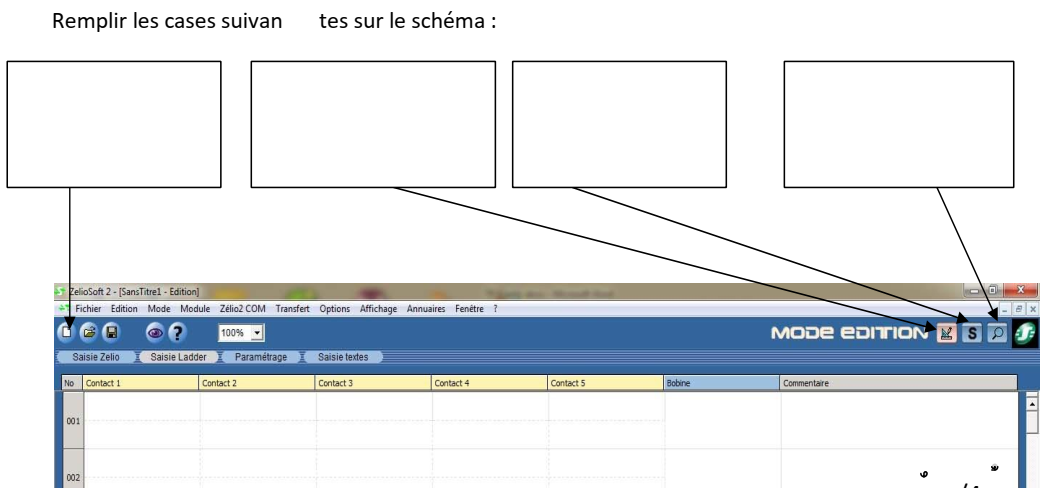 Remplir les cases suivan tes sur le schéma :
ZelioSoft 2 - [SansTitre1 - Edition]
Fichier Edition Mode Module Zélio2 COM Transfert Options Affichage Annuaires Fenêtre ?
? 100% MODE EDITION S
Saisie Zelio Saisie Ladder Paramétrage Saisie textes
No Contact 1 Contact 2 Contact 3 Contact 4 Contact 5 Bobine Commentaire
001
002